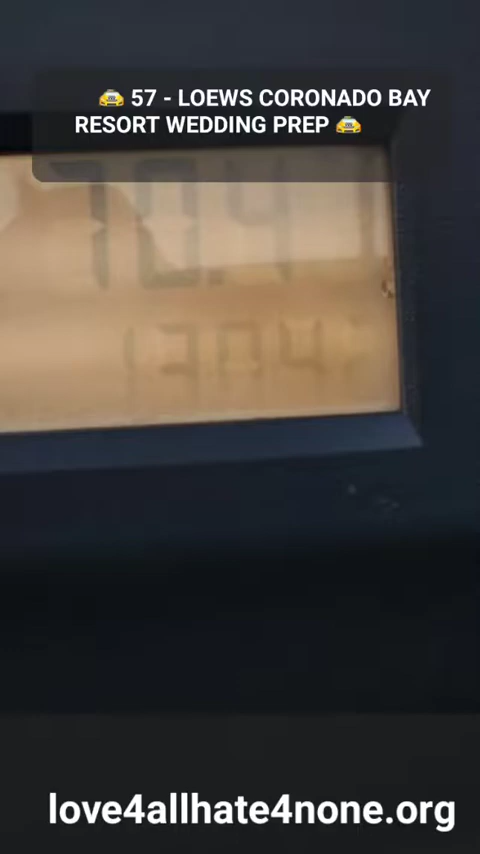 🚖 57 - LOEWS CORONADO BAY
RESORT WEDDING PREP 🚖
love4allhate4none.org